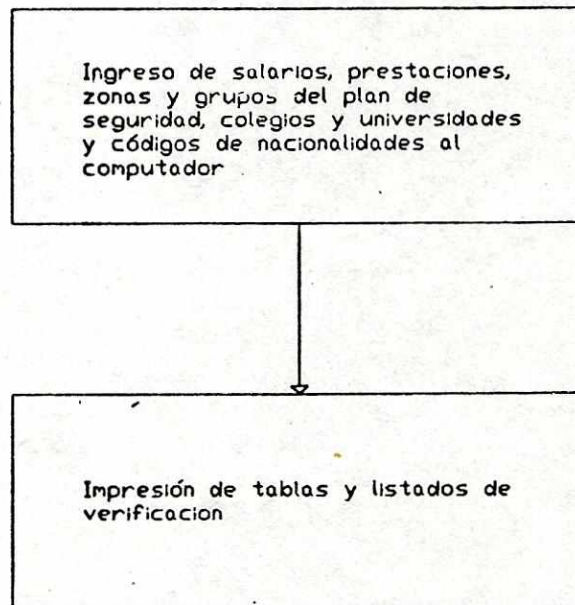 Ingreso de salarios, prestaciones,
zonas y grupos del plan de
seguridad, colegios y universidades
y códigos de nacionalidades al
computador
Impresión de tablas y listados de
verificacion